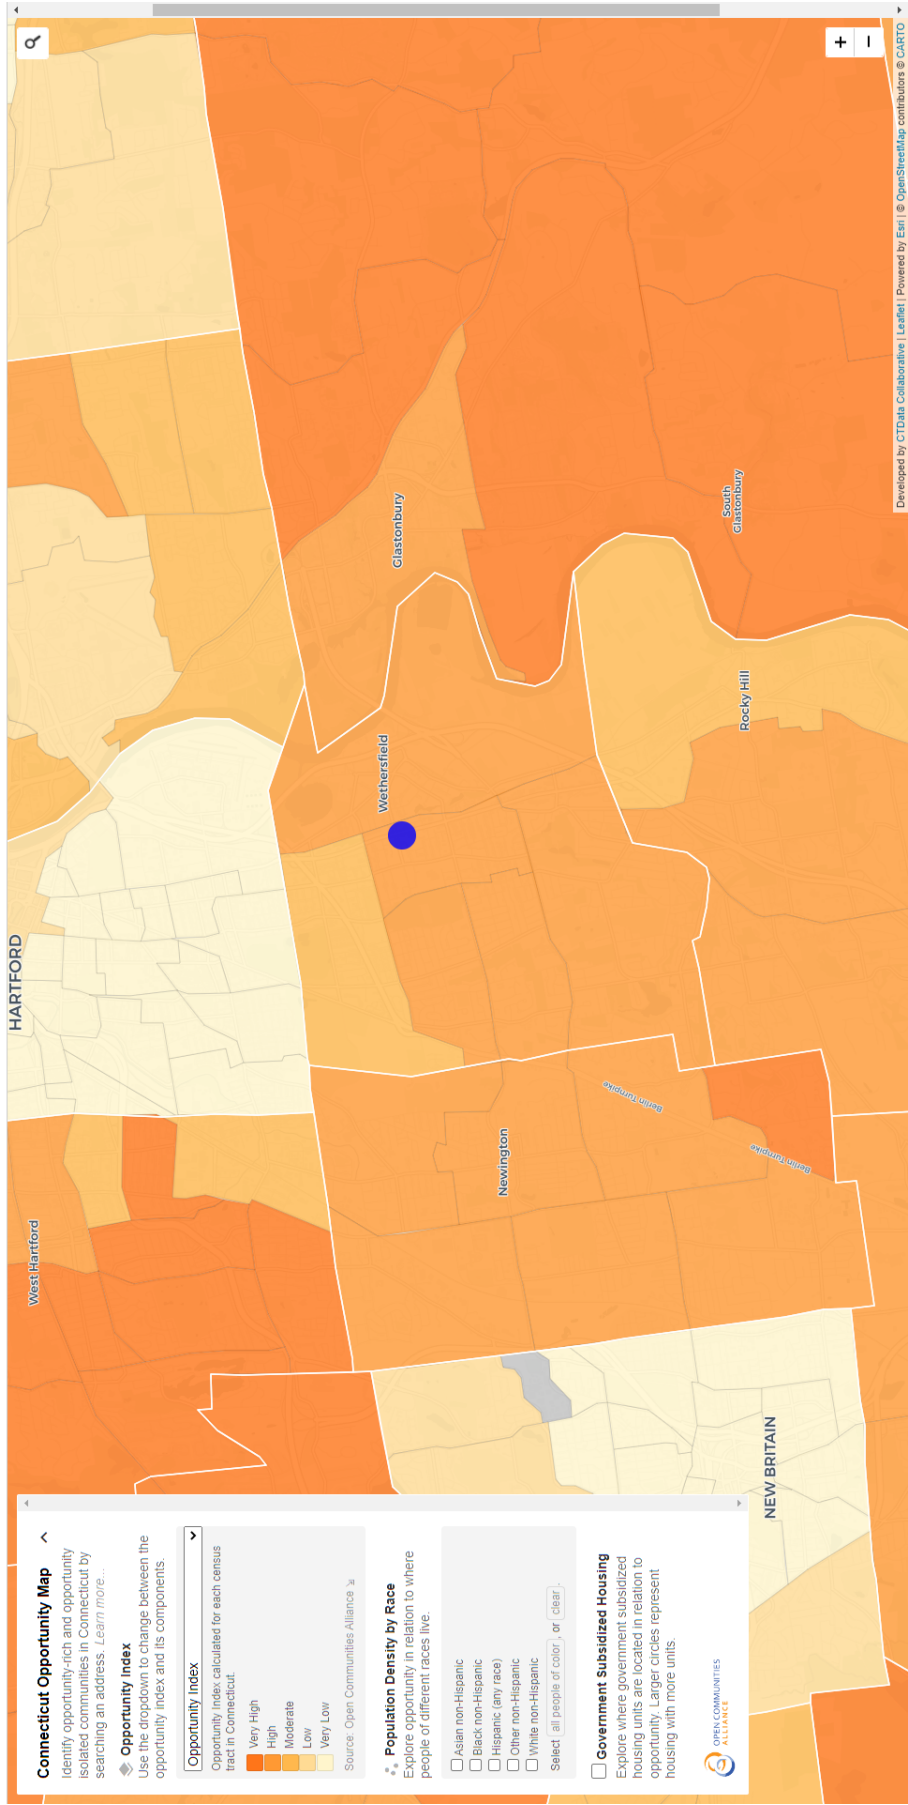 Connecticut Opportunity Map
Identify opportunity-rich and opportunity
isolated communities in Connecticut by
searching an address. Learn more...
Opportunity Index
Use the dropdown to change between the
opportunity index and its components.
Opportunity Index
Opportunity Index calculated for each census
tract in Connecticut.
Very High
High
Moderate
Low
Very Low
Source: Open Communities Alliance
Population Density by Race
Explore opportunity in relation to where
people of different races live.
Asian non-Hispanic
Black non-Hispanic
Hispanic (any race)
Other non-Hispanic
White non-Hispanic
Select all people of color, or clear.
Government Subsidized Housing
Explore where government subsidized
housing units are located in relation to
opportunity. Larger circles represent
housing with more units.
OPEN COMMUNITIES
ALLIANCE
West Hartford
HARTFORD
Wethersfield
Glastonbury
Newington
Berlin Turnpike
Berlin Turnpike
NEW BRITAIN
Rocky Hill
South
Glastonbury
+
−
Developed by CTData Collaborative | Leaflet | Powered by Esri | © OpenStreetMap contributors © CARTO